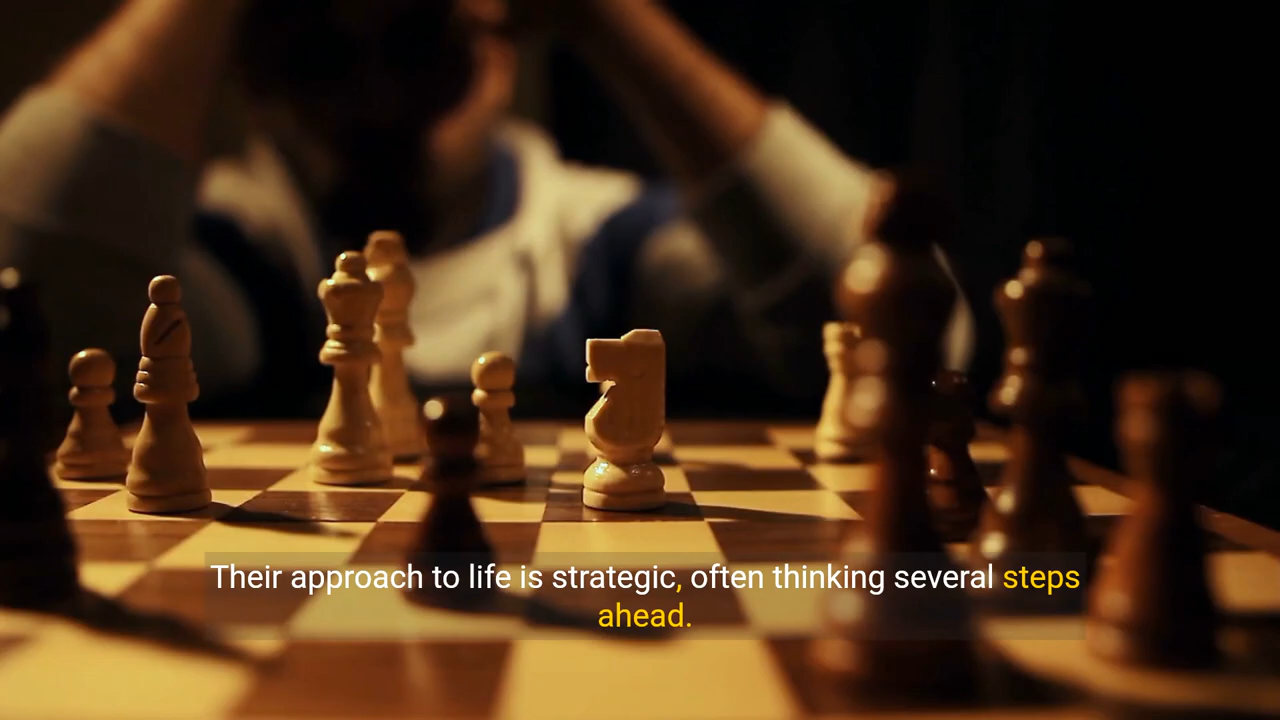 Their approach to life is strategic, often thinking several steps
ahead.